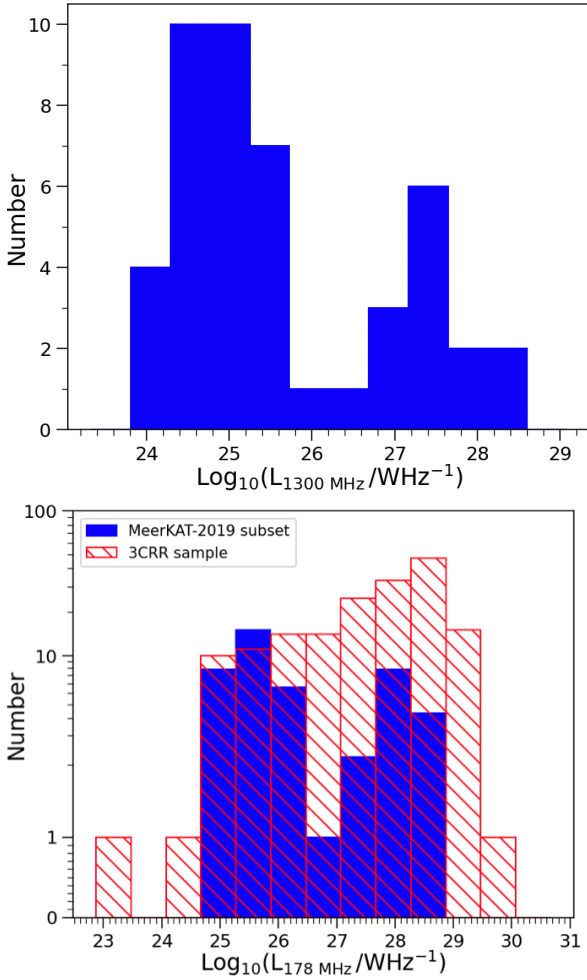 10
8
6
4
2
0
Number
24 25 26 27 28 29
Log₁₀(L₁₃₀₀ MHz/WHz⁻¹)
100
10
1
0
Number
MeerKAT-2019 subset
3CRR sample
23 24 25 26 27 28 29 30 31
Log₁₀(L₁₇₈ MHz/WHz⁻¹)